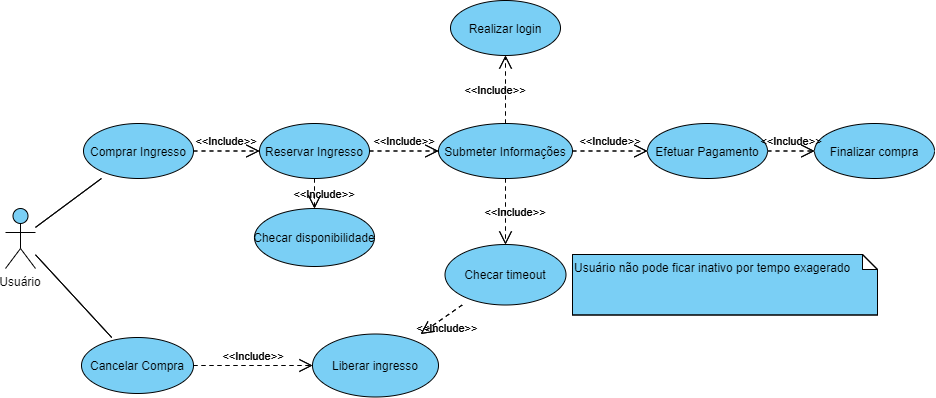 Realizar login
<<Include>>
Comprar Ingresso
<<Include>>
Reservar Ingresso
<<Include>>
Submeter Informações
<<Include>>
Efetuar Pagamento
<<Include>>
Finalizar compra
<<Include>>
Checar disponibilidade
<<Include>>
Checar timeout
Usuário não pode ficar inativo por tempo exagerado
Usuário
<<Include>>
Cancelar Compra
<<Include>>
Liberar ingresso